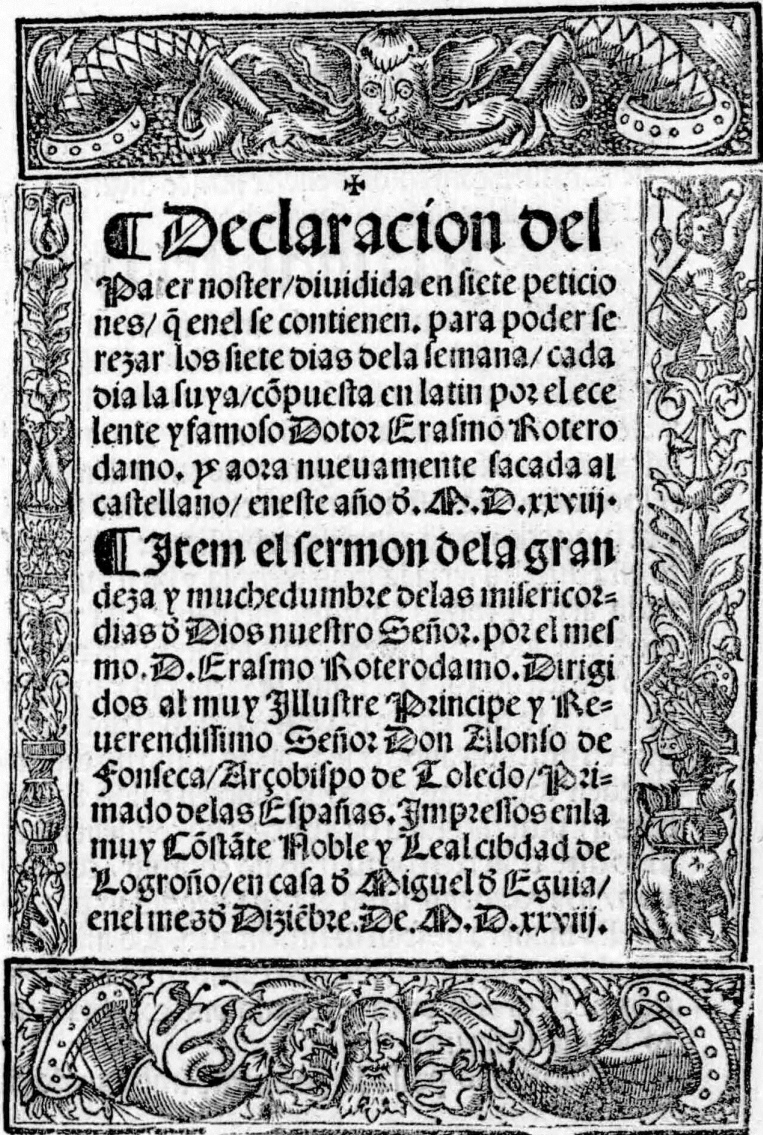 ✠
¶ Declaracion del
Pater noster/diuidida en siete peticio
nes/ q̃ enel se contienen. para poder se
rezar los siete dias dela semana/ cada
dia la suya/cõpuesta en latin por el ece
lente y famoso Dotor Erasmo Rotero
damo. y aora nueuamente sacada al
castellano/ eneste año đ. M.D.xxviij.
¶ Item el sermon dela gran
deza y muchedumbre delas misericor=
dias đ Dios nuestro Señor. por el mes
mo.D.Erasmo Roterodamo.Dirigi
dos al muy Illustre Principe y Re=
uerendissimo Señor Don Alonso de
Fonseca/Arçobispo de Toledo/Pri=
mado delas Españas.Impressos enla
muy Cõstãte Noble y Leal cibdad de
Logroño/en casa đ Miguel đ Eguia/
enel mes đ Diziẽbre.De.M.D.xxviij.